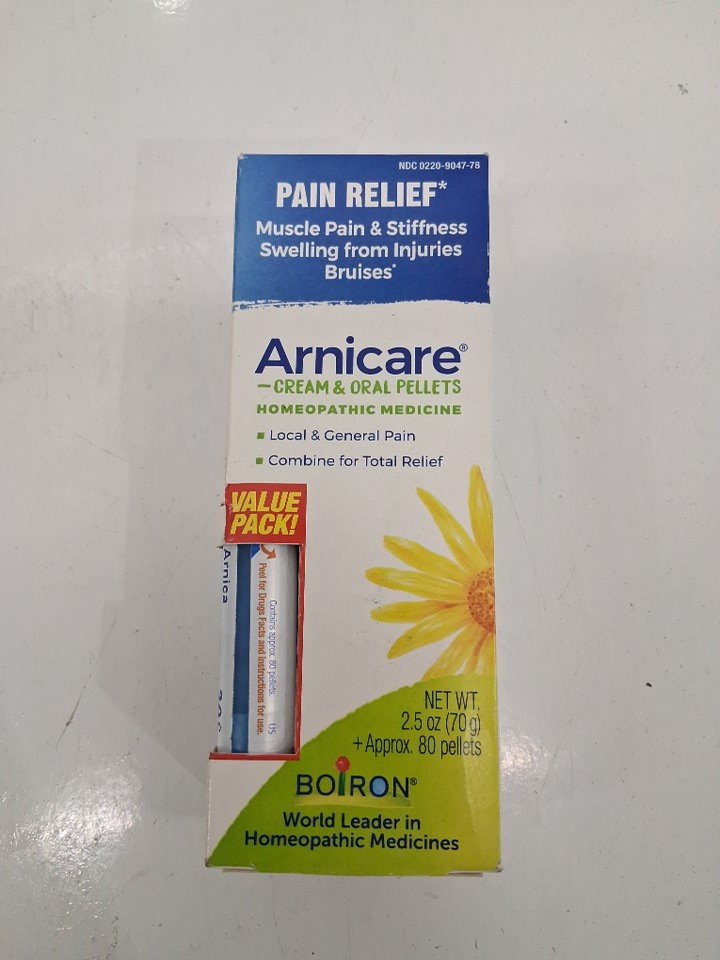 NDC 0220-9047-78
PAIN RELIEF*
Muscle Pain & Stiffness
Swelling from Injuries
Bruises*
Arnicare®
CREAM & ORAL PELLETS
HOMEOPATHIC MEDICINE
Local & General Pain
Combine for Total Relief
VALUE
PACK!
Arnica
Contains approx. 80 pellets. US
Peel for Drugs Facts and instructions for use.
NET WT.
2.5 oz (70 g)
+ Approx. 80 pellets
BOIRON®
World Leader in
Homeopathic Medicines